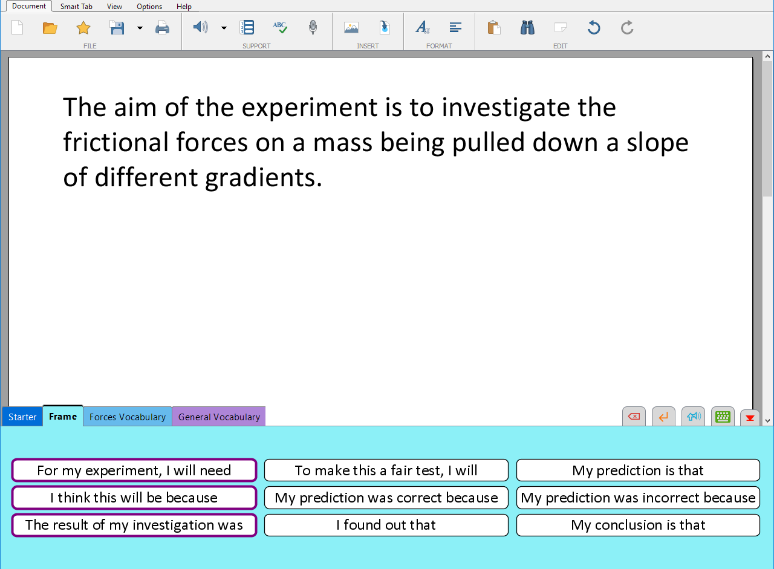 Document Smart Tab View Options Help
ABC
FILE SUPPORT INSERT FORMAT EDIT
The aim of the experiment is to investigate the
frictional forces on a mass being pulled down a slope
of different gradients.
Starter Frame Forces Vocabulary General Vocabulary
For my experiment, I will need To make this a fair test, I will My prediction is that
I think this will be because My prediction was correct because My prediction was incorrect because
The result of my investigation was I found out that My conclusion is that